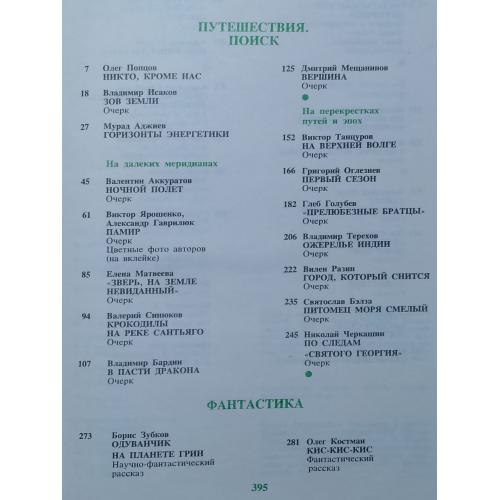 ПУТЕШЕСТВИЯ.
ПОИСК
7 Олег Попцов
НИКТО, КРОМЕ НАС
18 Владимир Исаков
ЗОВ ЗЕМЛИ
Очерк
27 Мурад Аджиев
ГОРИЗОНТЫ ЭНЕРГЕТИКИ
На далеких меридианах
45 Валентин Аккуратов
НОЧНОЙ ПОЛЕТ
Очерк
61 Виктор Ярошенко,
Александр Гаврилюк
ПАМИР
Очерк
Цветные фото авторов
(на вклейке)
85 Елена Матвеева
«ЗВЕРЬ, НА ЗЕМЛЕ
НЕВИДАННЫЙ»
Очерк
94 Валерий Синюков
КРОКОДИЛЫ
НА РЕКЕ САНТЬЯГО
Очерк
107 Владимир Бардин
В ПАСТИ ДРАКОНА
Очерк
125 Дмитрий Мещанинов
ВЕРШИНА
Очерк
На перекрестках
путей и эпох
152 Виктор Танцуров
НА ВЕРХНЕЙ ВОЛГЕ
Очерк
166 Григорий Оглезнев
ПЕРВЫЙ СЕЗОН
Очерк
182 Глеб Голубев
«ПРЕЛЮБЕЗНЫЕ БРАТЦЫ»
Очерк
206 Владимир Терехов
ОЖЕРЕЛЬЕ ИНДИИ
Очерк
222 Вилен Разин
ГОРОД, КОТОРЫЙ СНИТСЯ
Очерк
235 Святослав Бэлза
ПИТОМЕЦ МОРЯ СМЕЛЫЙ
Очерк
245 Николай Черкашин
ПО СЛЕДАМ
«СВЯТОГО ГЕОРГИЯ»
Очерк
ФАНТАСТИКА
273 Борис Зубков
ОДУВАНЧИК
НА ПЛАНЕТЕ ГРИН
Научно-фантастический
рассказ
281 Олег Костман
КИС-КИС-КИС
Фантастический
рассказ
395